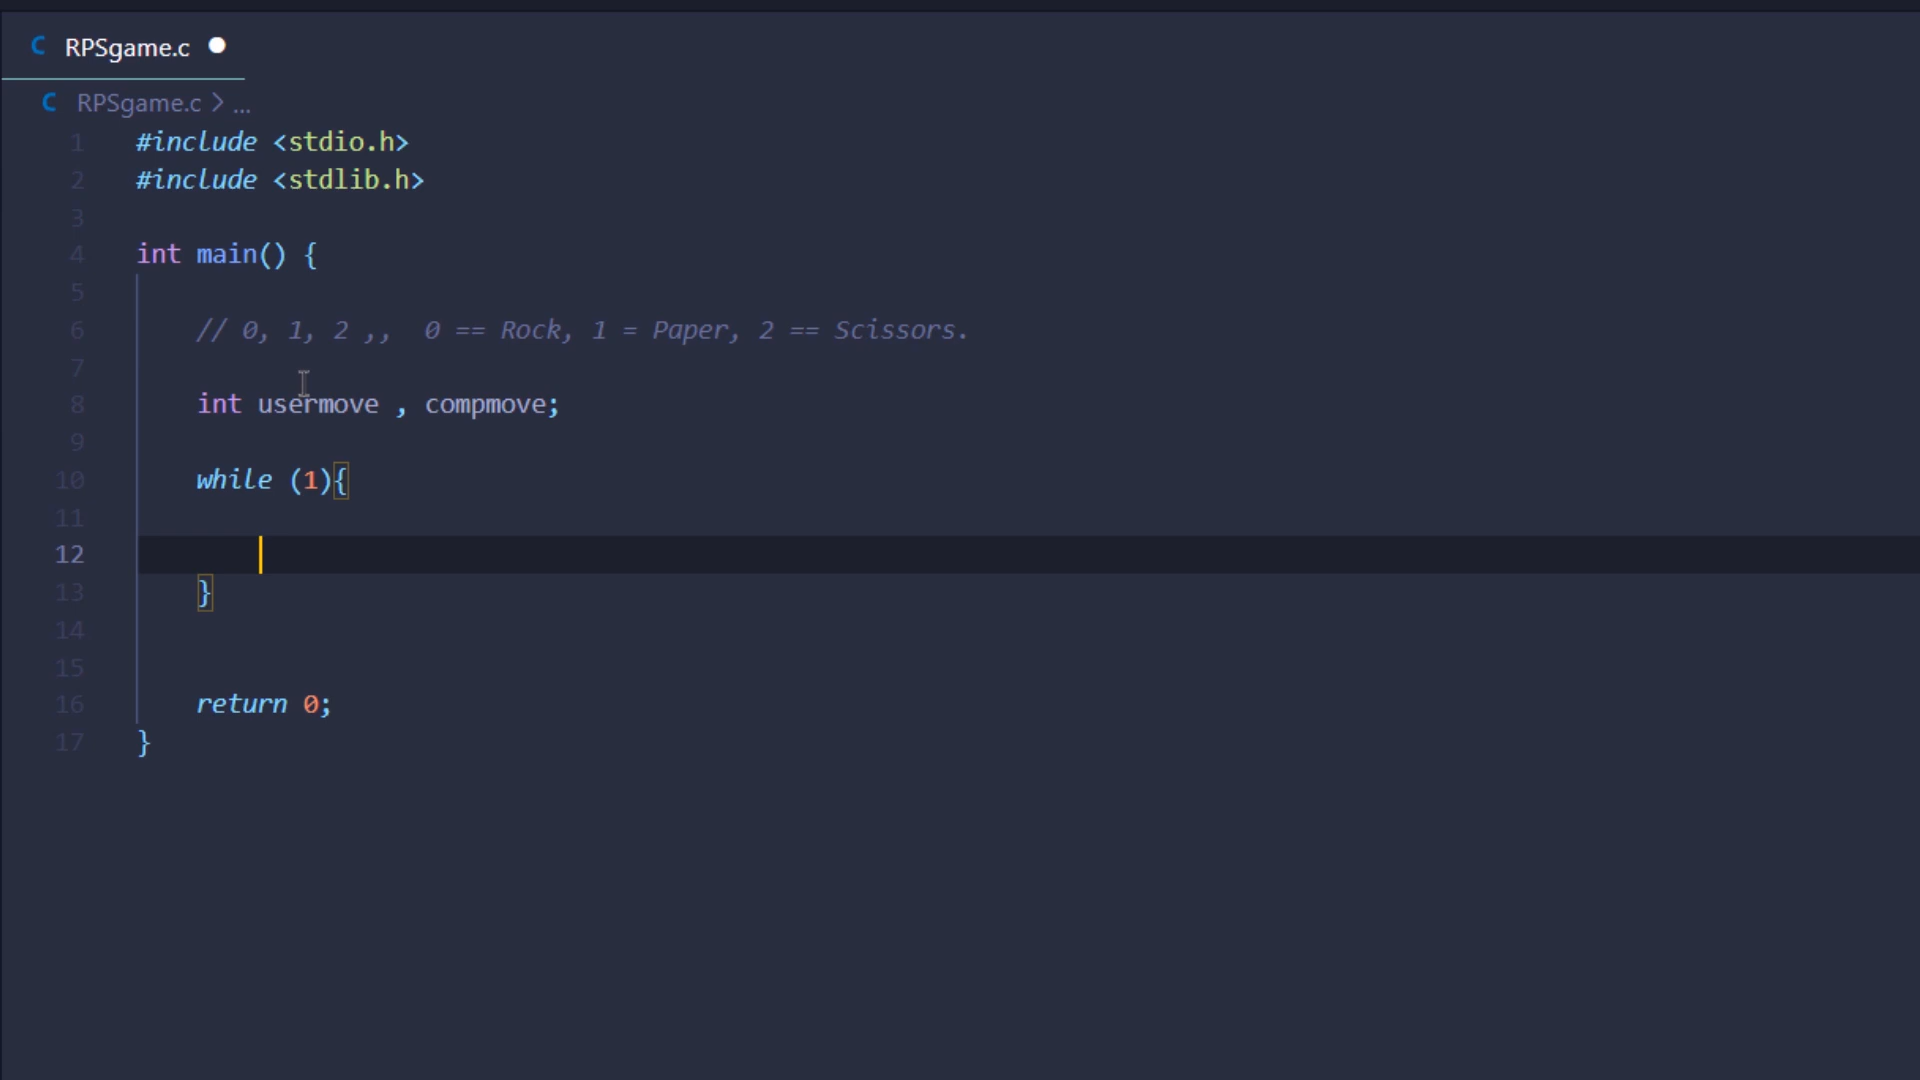 RPSgame.c
RPSgame.c > ...
1 #include <stdio.h>
2 #include <stdlib.h>
3
4 int main() {
5
6 // 0, 1, 2 ,,  0 == Rock, 1 = Paper, 2 == Scissors.
7
8 int usermove , compmove;
9
10 while (1){
11
12
13 }
14
15
16 return 0;
17 }